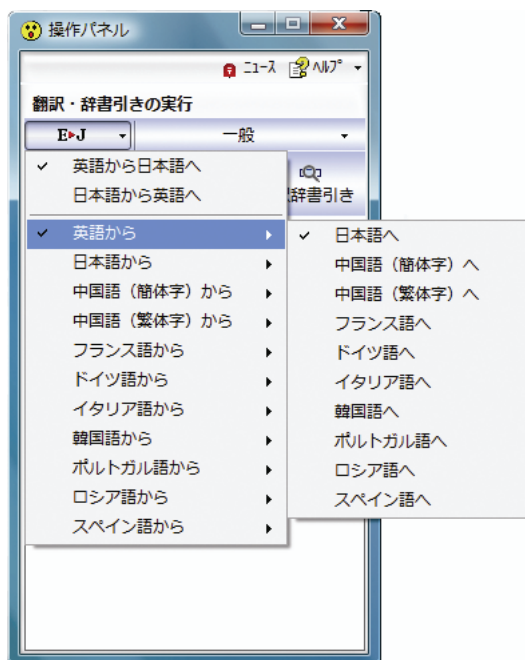 操作パネル
ニュース ヘルプ
翻訳・辞書引きの実行
E▸J 一般
英語から日本語へ
日本語から英語へ
辞書引き
英語から
日本語から
中国語（簡体字）から
中国語（繁体字）から
フランス語から
ドイツ語から
イタリア語から
韓国語から
ポルトガル語から
ロシア語から
スペイン語から
日本語へ
中国語（簡体字）へ
中国語（繁体字）へ
フランス語へ
ドイツ語へ
イタリア語へ
韓国語へ
ポルトガル語へ
ロシア語へ
スペイン語へ